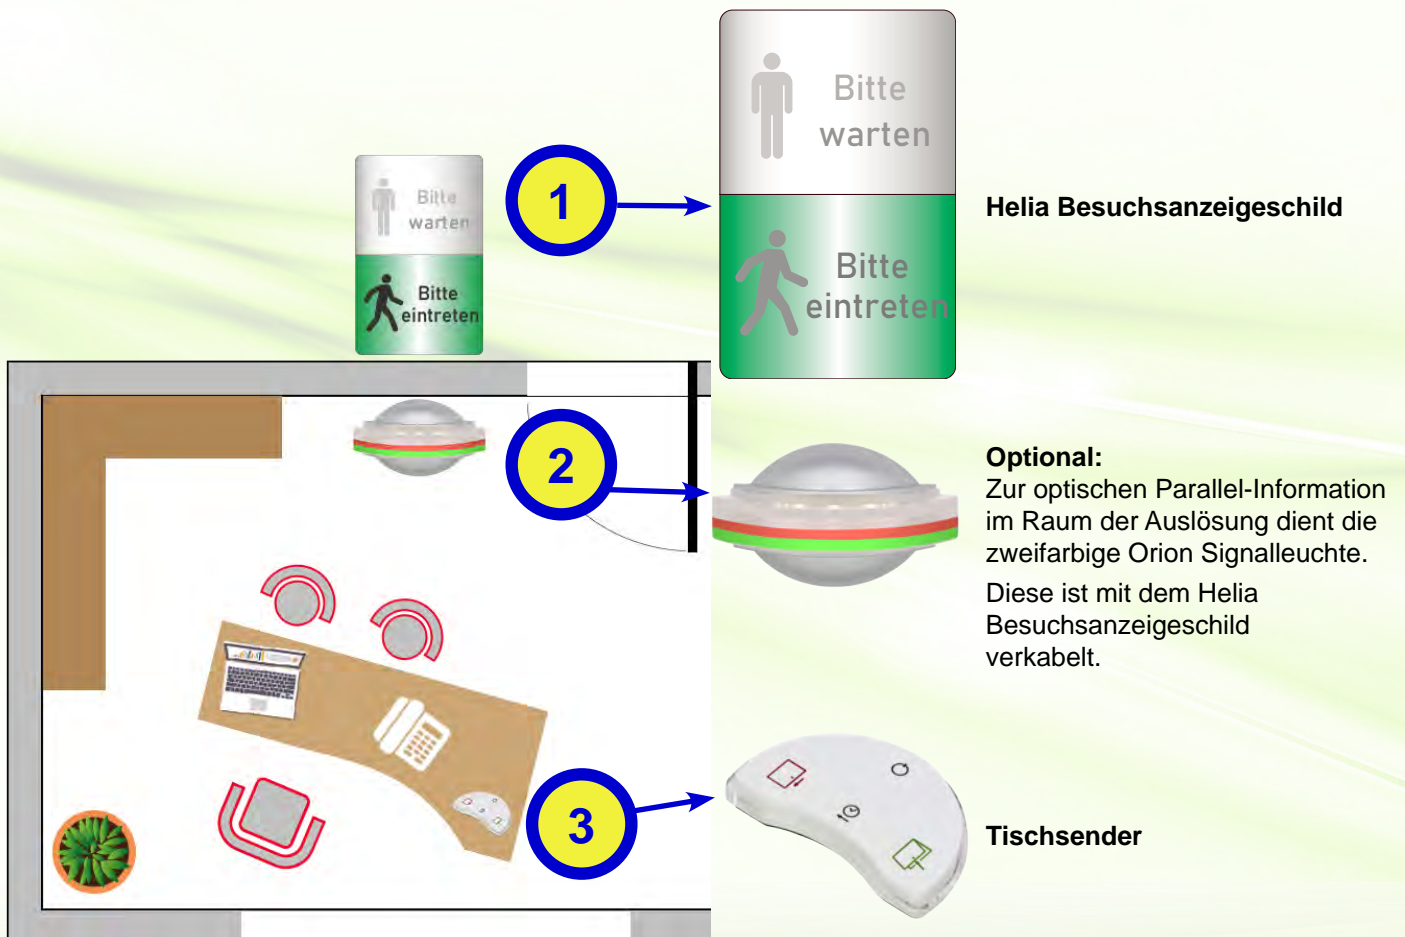 Bitte
warten
Bitte
eintreten
1
Bitte
warten
Bitte
eintreten
Helia Besuchsanzeigeschild
2
Optional:
Zur optischen Parallel-Information
im Raum der Auslösung dient die
zweifarbige Orion Signalleuchte.
Diese ist mit dem Helia
Besuchsanzeigeschild
verkabelt.
3
Tischsender